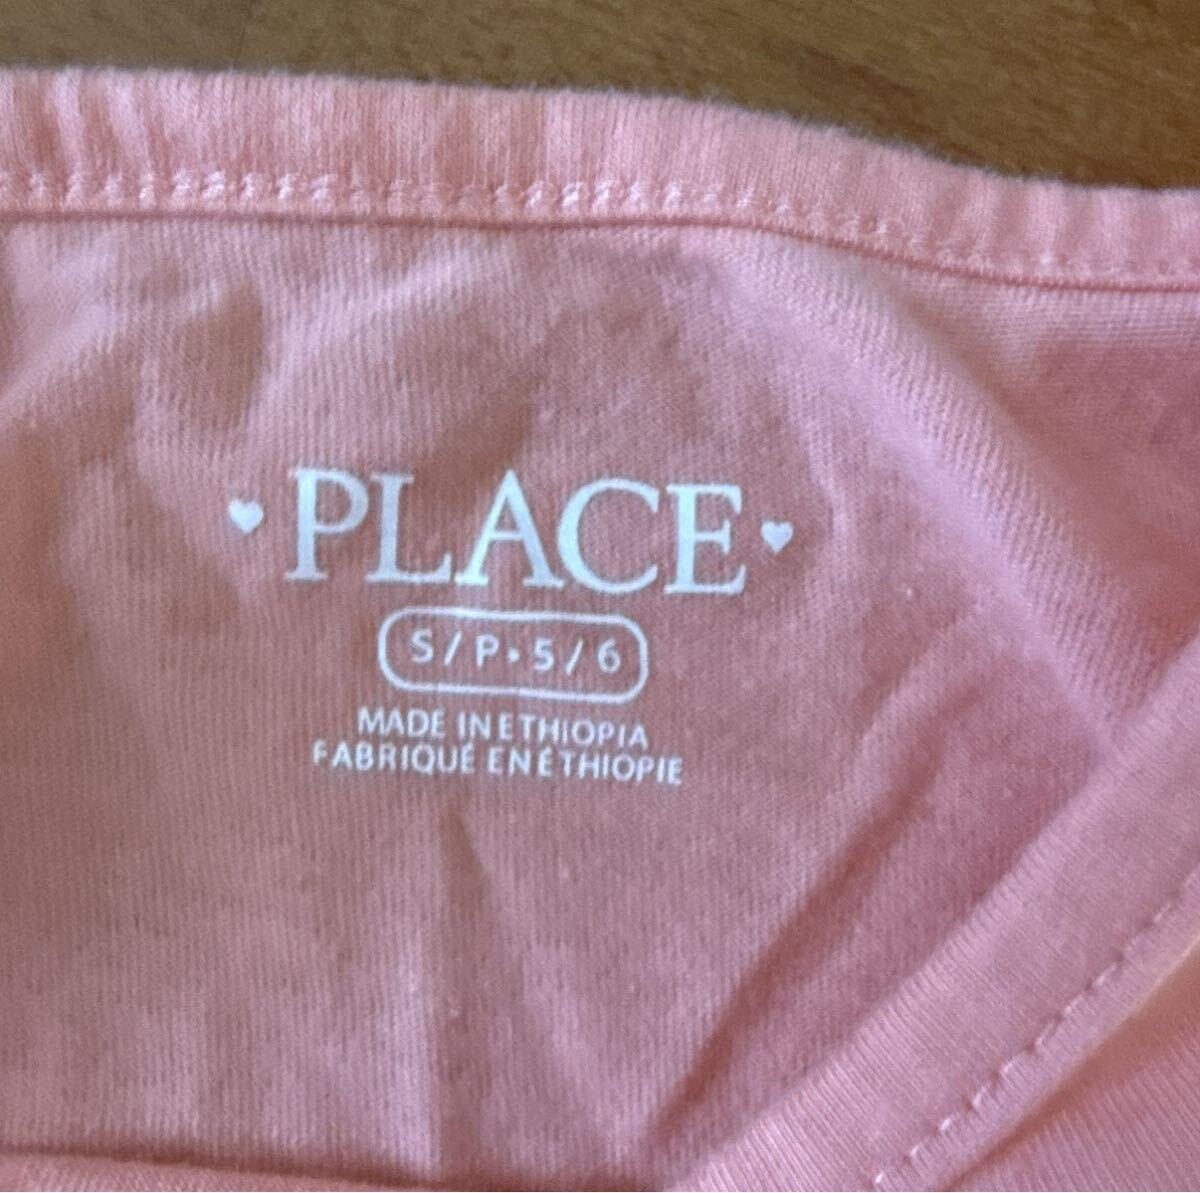 ♥ PLACE ♥
S/P • 5/6
MADE IN ETHIOPIA
FABRIQUÉ EN ÉTHIOPIE